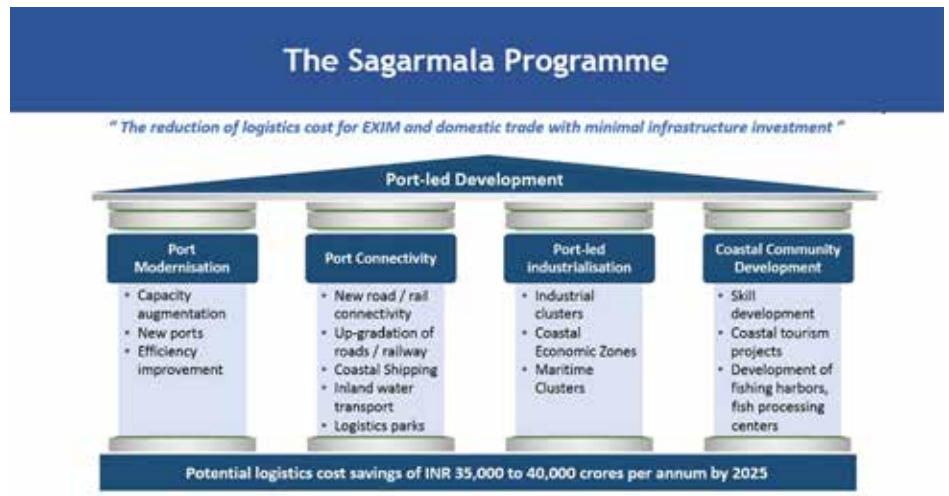 The Sagarmala Programme
“ The reduction of logistics cost for EXIM and domestic trade with minimal infrastructure investment ”
Port-led Development
Port
Modernisation
• Capacity
augmentation
• New ports
• Efficiency
improvement
Port Connectivity
• New road / rail
connectivity
• Up-gradation of
roads / railway
• Coastal Shipping
• Inland water
transport
• Logistics parks
Port-led
industrialisation
• Industrial
clusters
• Coastal
Economic Zones
• Maritime
Clusters
Coastal Community
Development
• Skill
development
• Coastal tourism
projects
• Development of
fishing harbors,
fish processing
centers
Potential logistics cost savings of INR 35,000 to 40,000 crores per annum by 2025